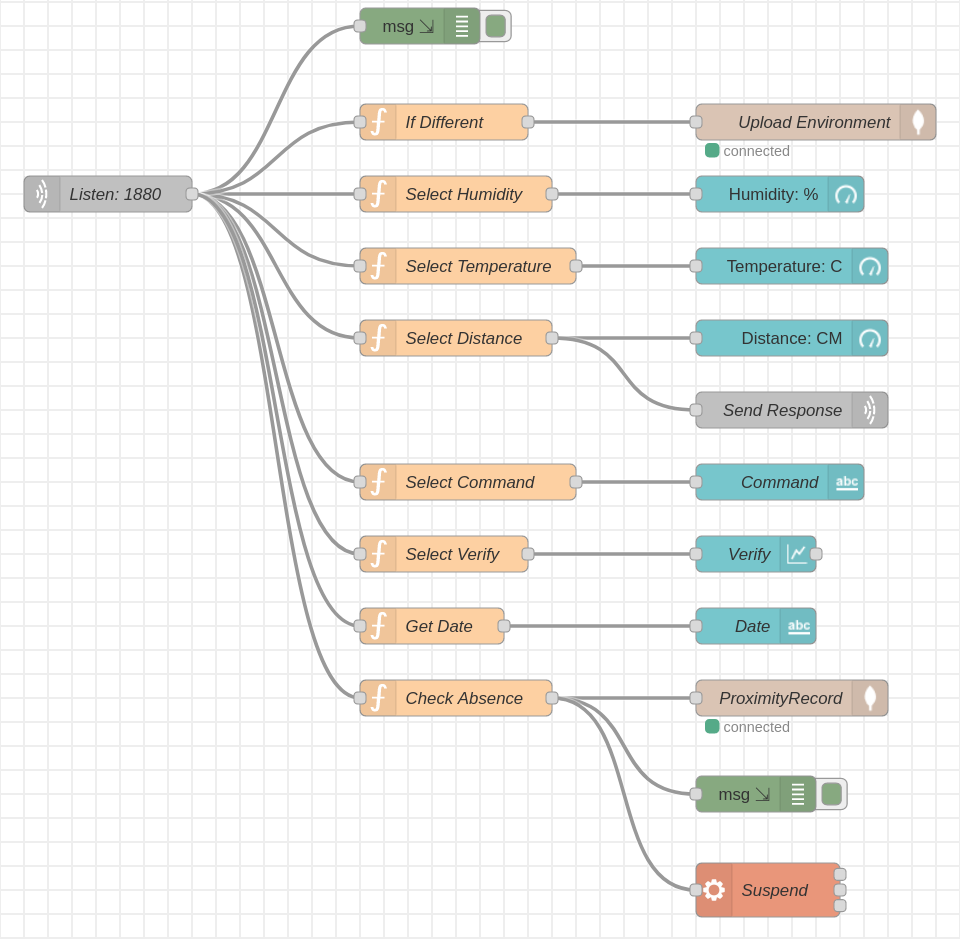 msg
If Different
Upload Environment
connected
Listen: 1880
Select Humidity
Humidity: %
Select Temperature
Temperature: C
Select Distance
Distance: CM
Send Response
Select Command
Command
abc
Select Verify
Verify
Get Date
Date
abc
Check Absence
ProximityRecord
connected
msg
Suspend